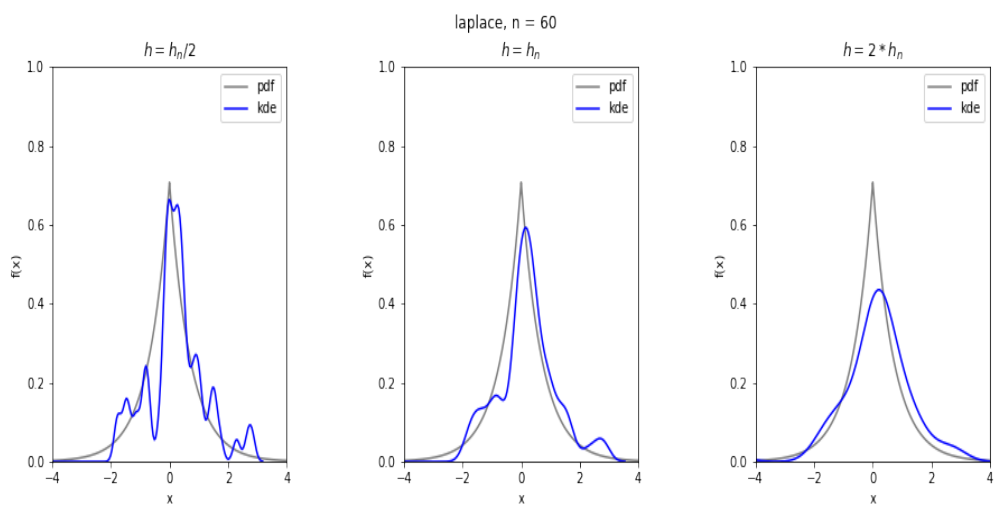 laplace, n = 60
h = hₙ/2
1.0
0.8
0.6
0.4
0.2
0.0
f(x)
−4 −2 0 2 4
x
pdf
kde
h = hₙ
1.0
0.8
0.6
0.4
0.2
0.0
f(x)
−4 −2 0 2 4
x
pdf
kde
h = 2 * hₙ
1.0
0.8
0.6
0.4
0.2
0.0
f(x)
−4 −2 0 2 4
x
pdf
kde